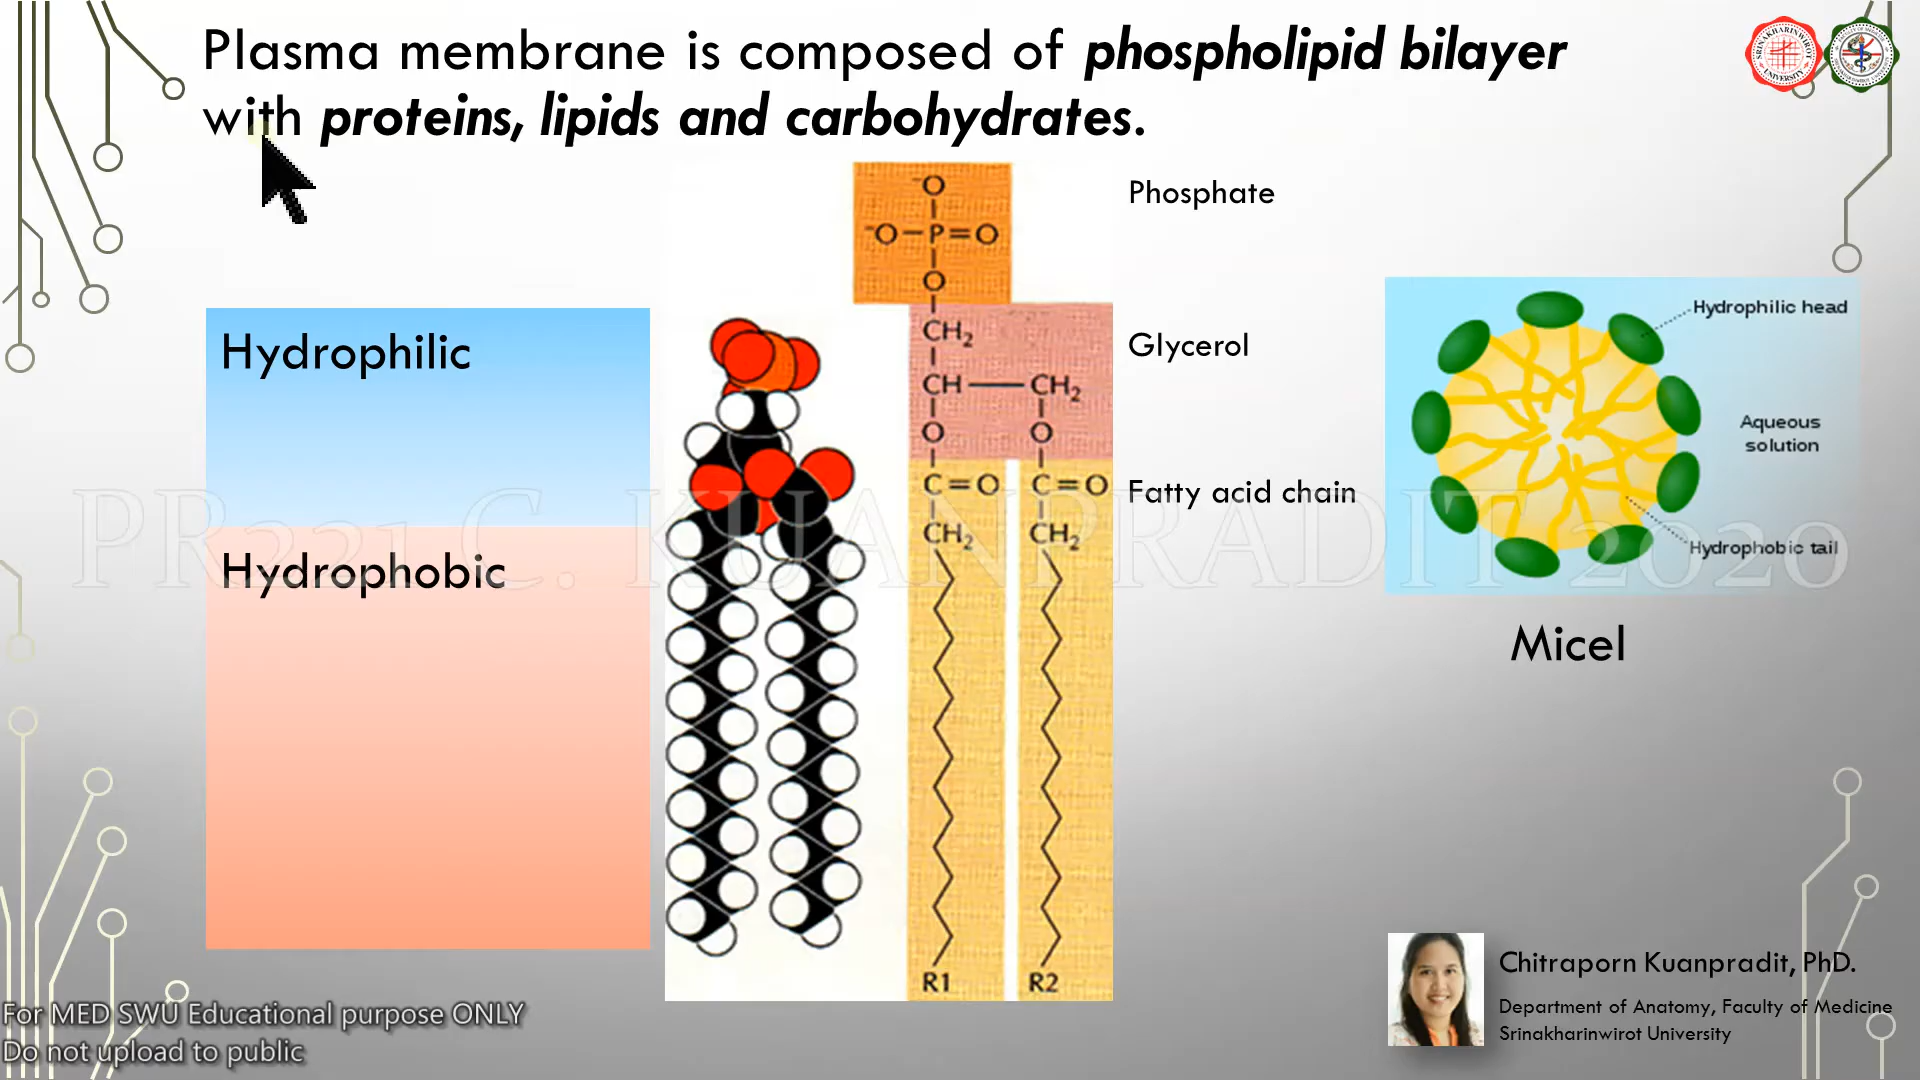 Plasma membrane is composed of phospholipid bilayer
with proteins, lipids and carbohydrates.
SRINAKHARINWIROT
UNIVERSITY
Hydrophilic
Hydrophobic
⁻O
⁻O P=O
O
CH₂
CH CH₂
O O
C=O C=O
CH₂ CH₂
R1 R2
Phosphate
Glycerol
Fatty acid chain
Hydrophilic head
Aqueous
solution
Hydrophobic tail
Micel
PR221 C. KUANPRADIT 2020
Chitraporn Kuanpradit, PhD.
Department of Anatomy, Faculty of Medicine
Srinakharinwirot University
For MED SWU Educational purpose ONLY
Do not upload to public